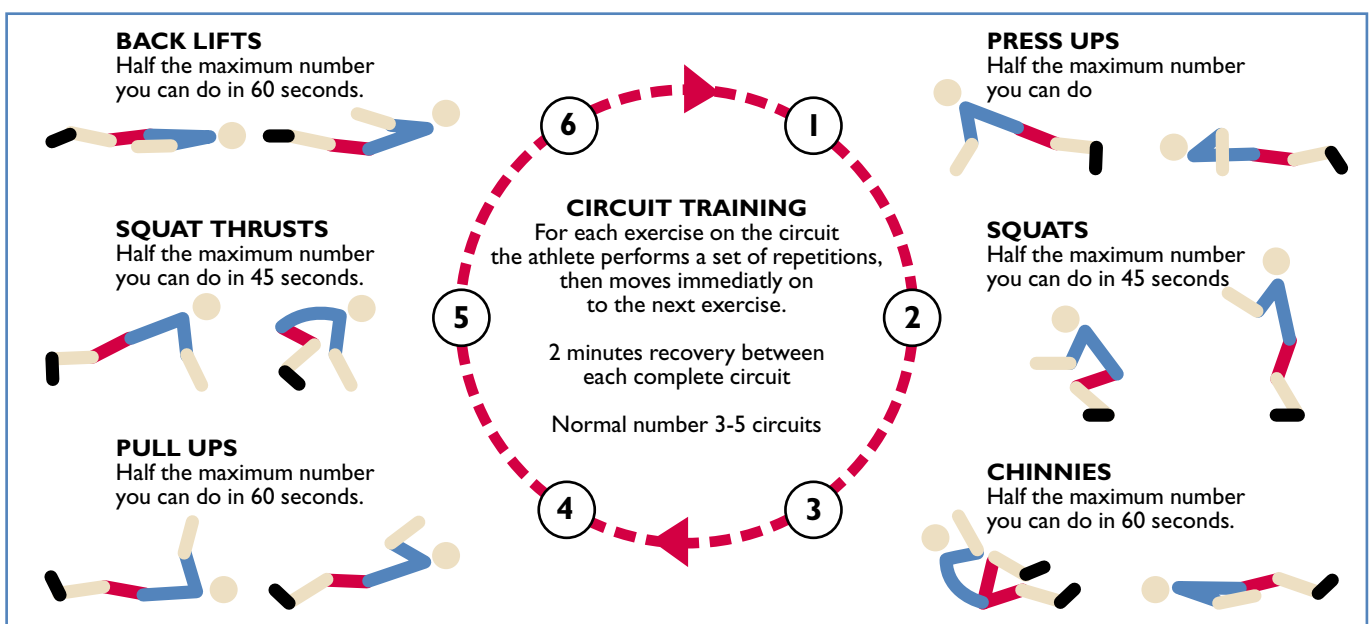 BACK LIFTS
Half the maximum number
you can do in 60 seconds.
PRESS UPS
Half the maximum number
you can do
6
1
CIRCUIT TRAINING
For each exercise on the circuit
the athlete performs a set of repetitions,
then moves immediatly on
to the next exercise.
2 minutes recovery between
each complete circuit
Normal number 3-5 circuits
SQUAT THRUSTS
Half the maximum number
you can do in 45 seconds.
SQUATS
Half the maximum number
you can do in 45 seconds
5
2
PULL UPS
Half the maximum number
you can do in 60 seconds.
CHINNIES
Half the maximum number
you can do in 60 seconds.
4
3